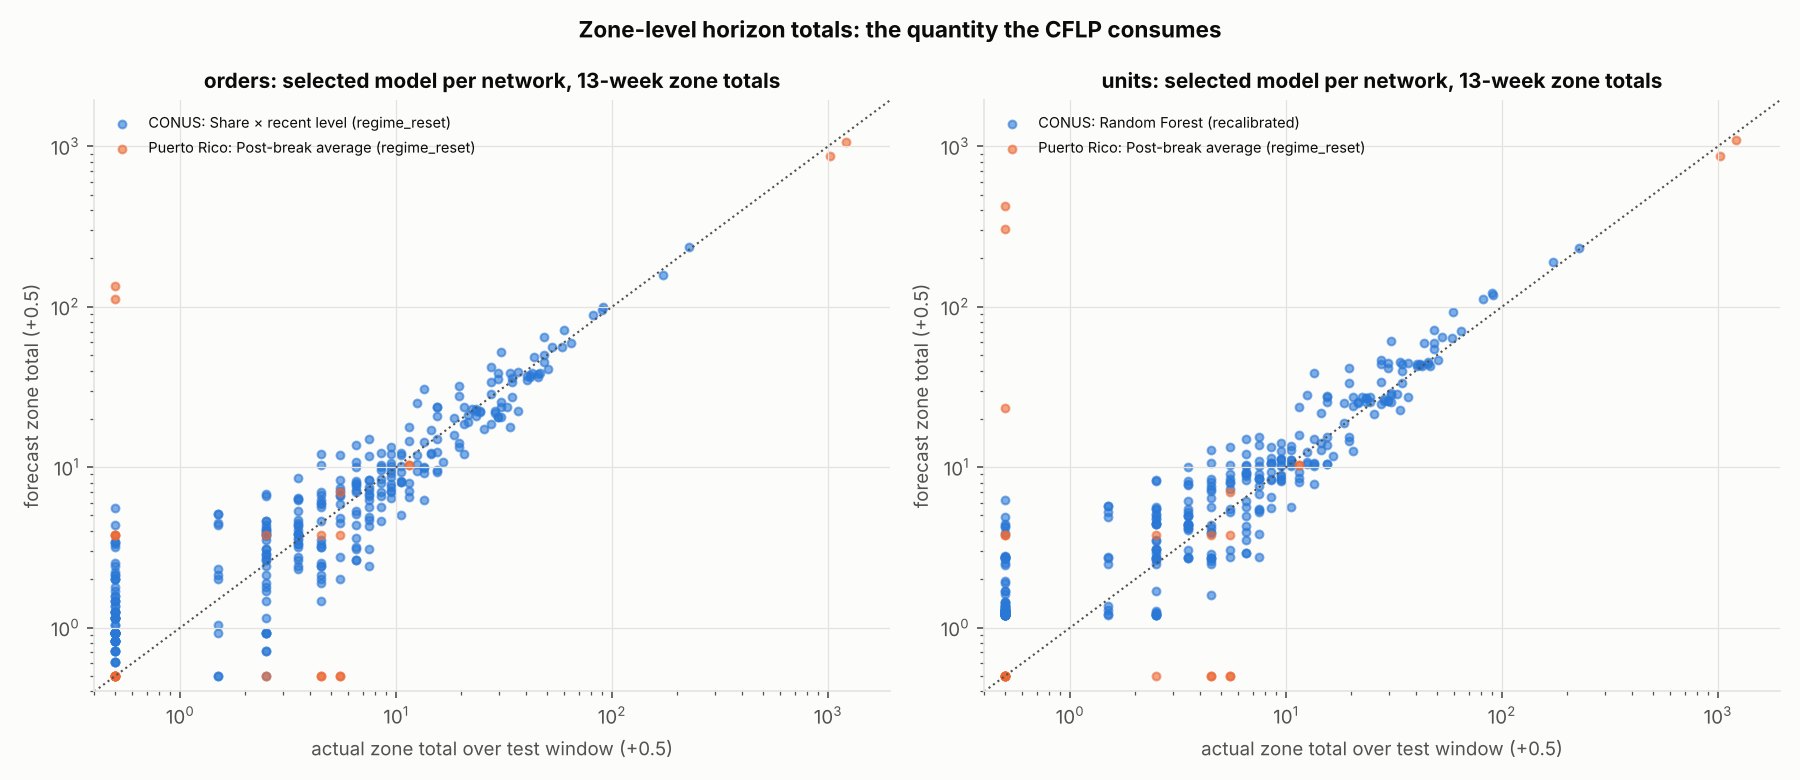 Zone-level horizon totals: the quantity the CFLP consumes
orders: selected model per network, 13-week zone totals
CONUS: Share × recent level (regime_reset)
Puerto Rico: Post-break average (regime_reset)
forecast zone total (+0.5)
10³
10²
10¹
10⁰
10⁰ 10¹ 10² 10³
actual zone total over test window (+0.5)
units: selected model per network, 13-week zone totals
CONUS: Random Forest (recalibrated)
Puerto Rico: Post-break average (regime_reset)
forecast zone total (+0.5)
10³
10²
10¹
10⁰
10⁰ 10¹ 10² 10³
actual zone total over test window (+0.5)